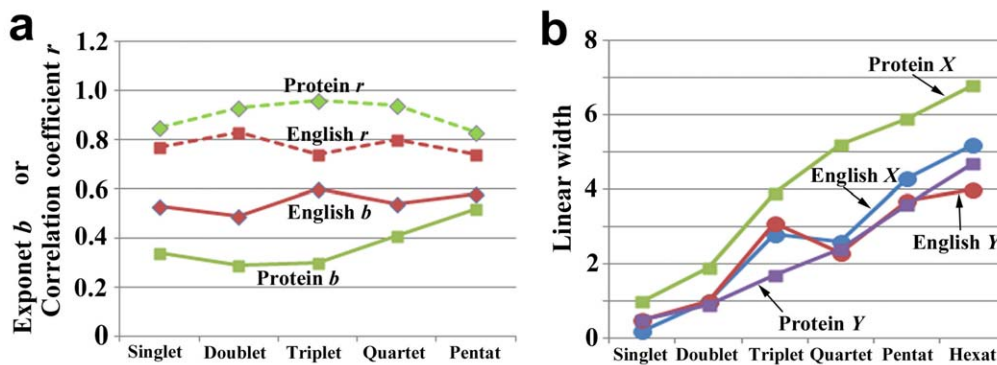 a
Exponet b or
Correlation coefficient r
1.2
1.0
0.8
0.6
0.4
0.2
0
Protein r
English r
English b
Protein b
Singlet Doublet Triplet Quartet Pentat
b
Linear width
8
6
4
2
0
Protein X
English X
English Y
Protein Y
Singlet Doublet Triplet Quartet Pentat Hexat